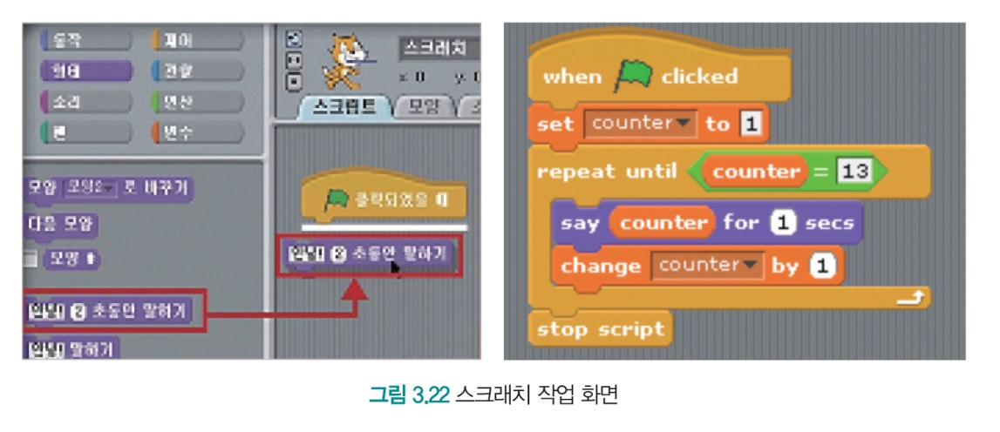 동작 제어
형태 관찰
소리 연산
펜 변수
스크래치
x: 0 y: 0
스크립트 모양
모양 모양2 로 바꾸기
다음 모양
모양 #
클릭되었을 때
안녕! 2 초동안 말하기
안녕! 2 초동안 말하기
안녕! 말하기
when clicked
set counter to 1
repeat until counter = 13
say counter for 1 secs
change counter by 1
stop script
그림 3.22 스크래치 작업 화면